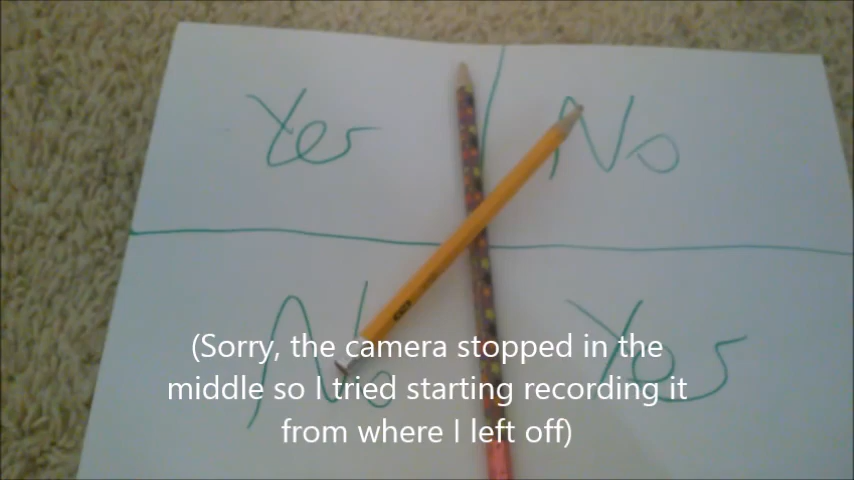 Yes No
No Yes
(Sorry, the camera stopped in the
middle so I tried starting recording it
from where I left off)